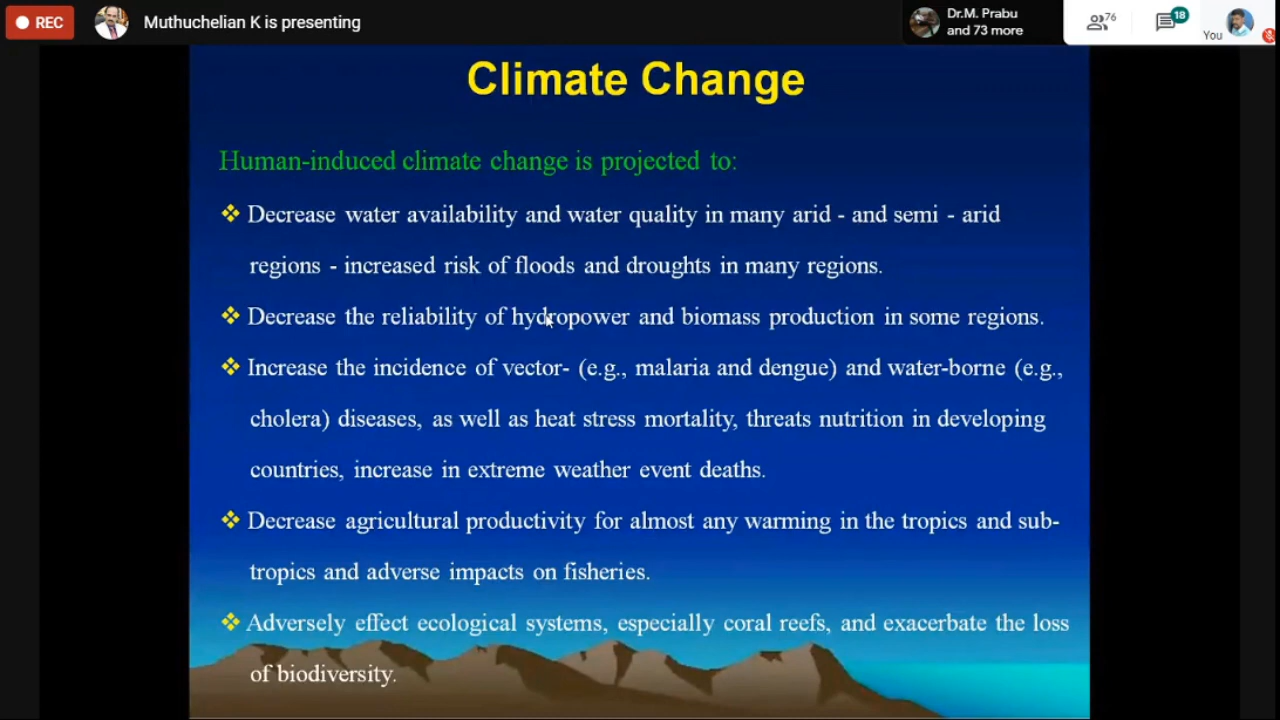 REC
Muthuchelian K is presenting
Dr.M. Prabu
and 73 more
76
18
You
Climate Change
Human-induced climate change is projected to:
❖ Decrease water availability and water quality in many arid - and semi - arid
regions - increased risk of floods and droughts in many regions.
❖ Decrease the reliability of hydropower and biomass production in some regions.
❖ Increase the incidence of vector- (e.g., malaria and dengue) and water-borne (e.g.,
cholera) diseases, as well as heat stress mortality, threats nutrition in developing
countries, increase in extreme weather event deaths.
❖ Decrease agricultural productivity for almost any warming in the tropics and sub-
tropics and adverse impacts on fisheries.
❖ Adversely effect ecological systems, especially coral reefs, and exacerbate the loss
of biodiversity.